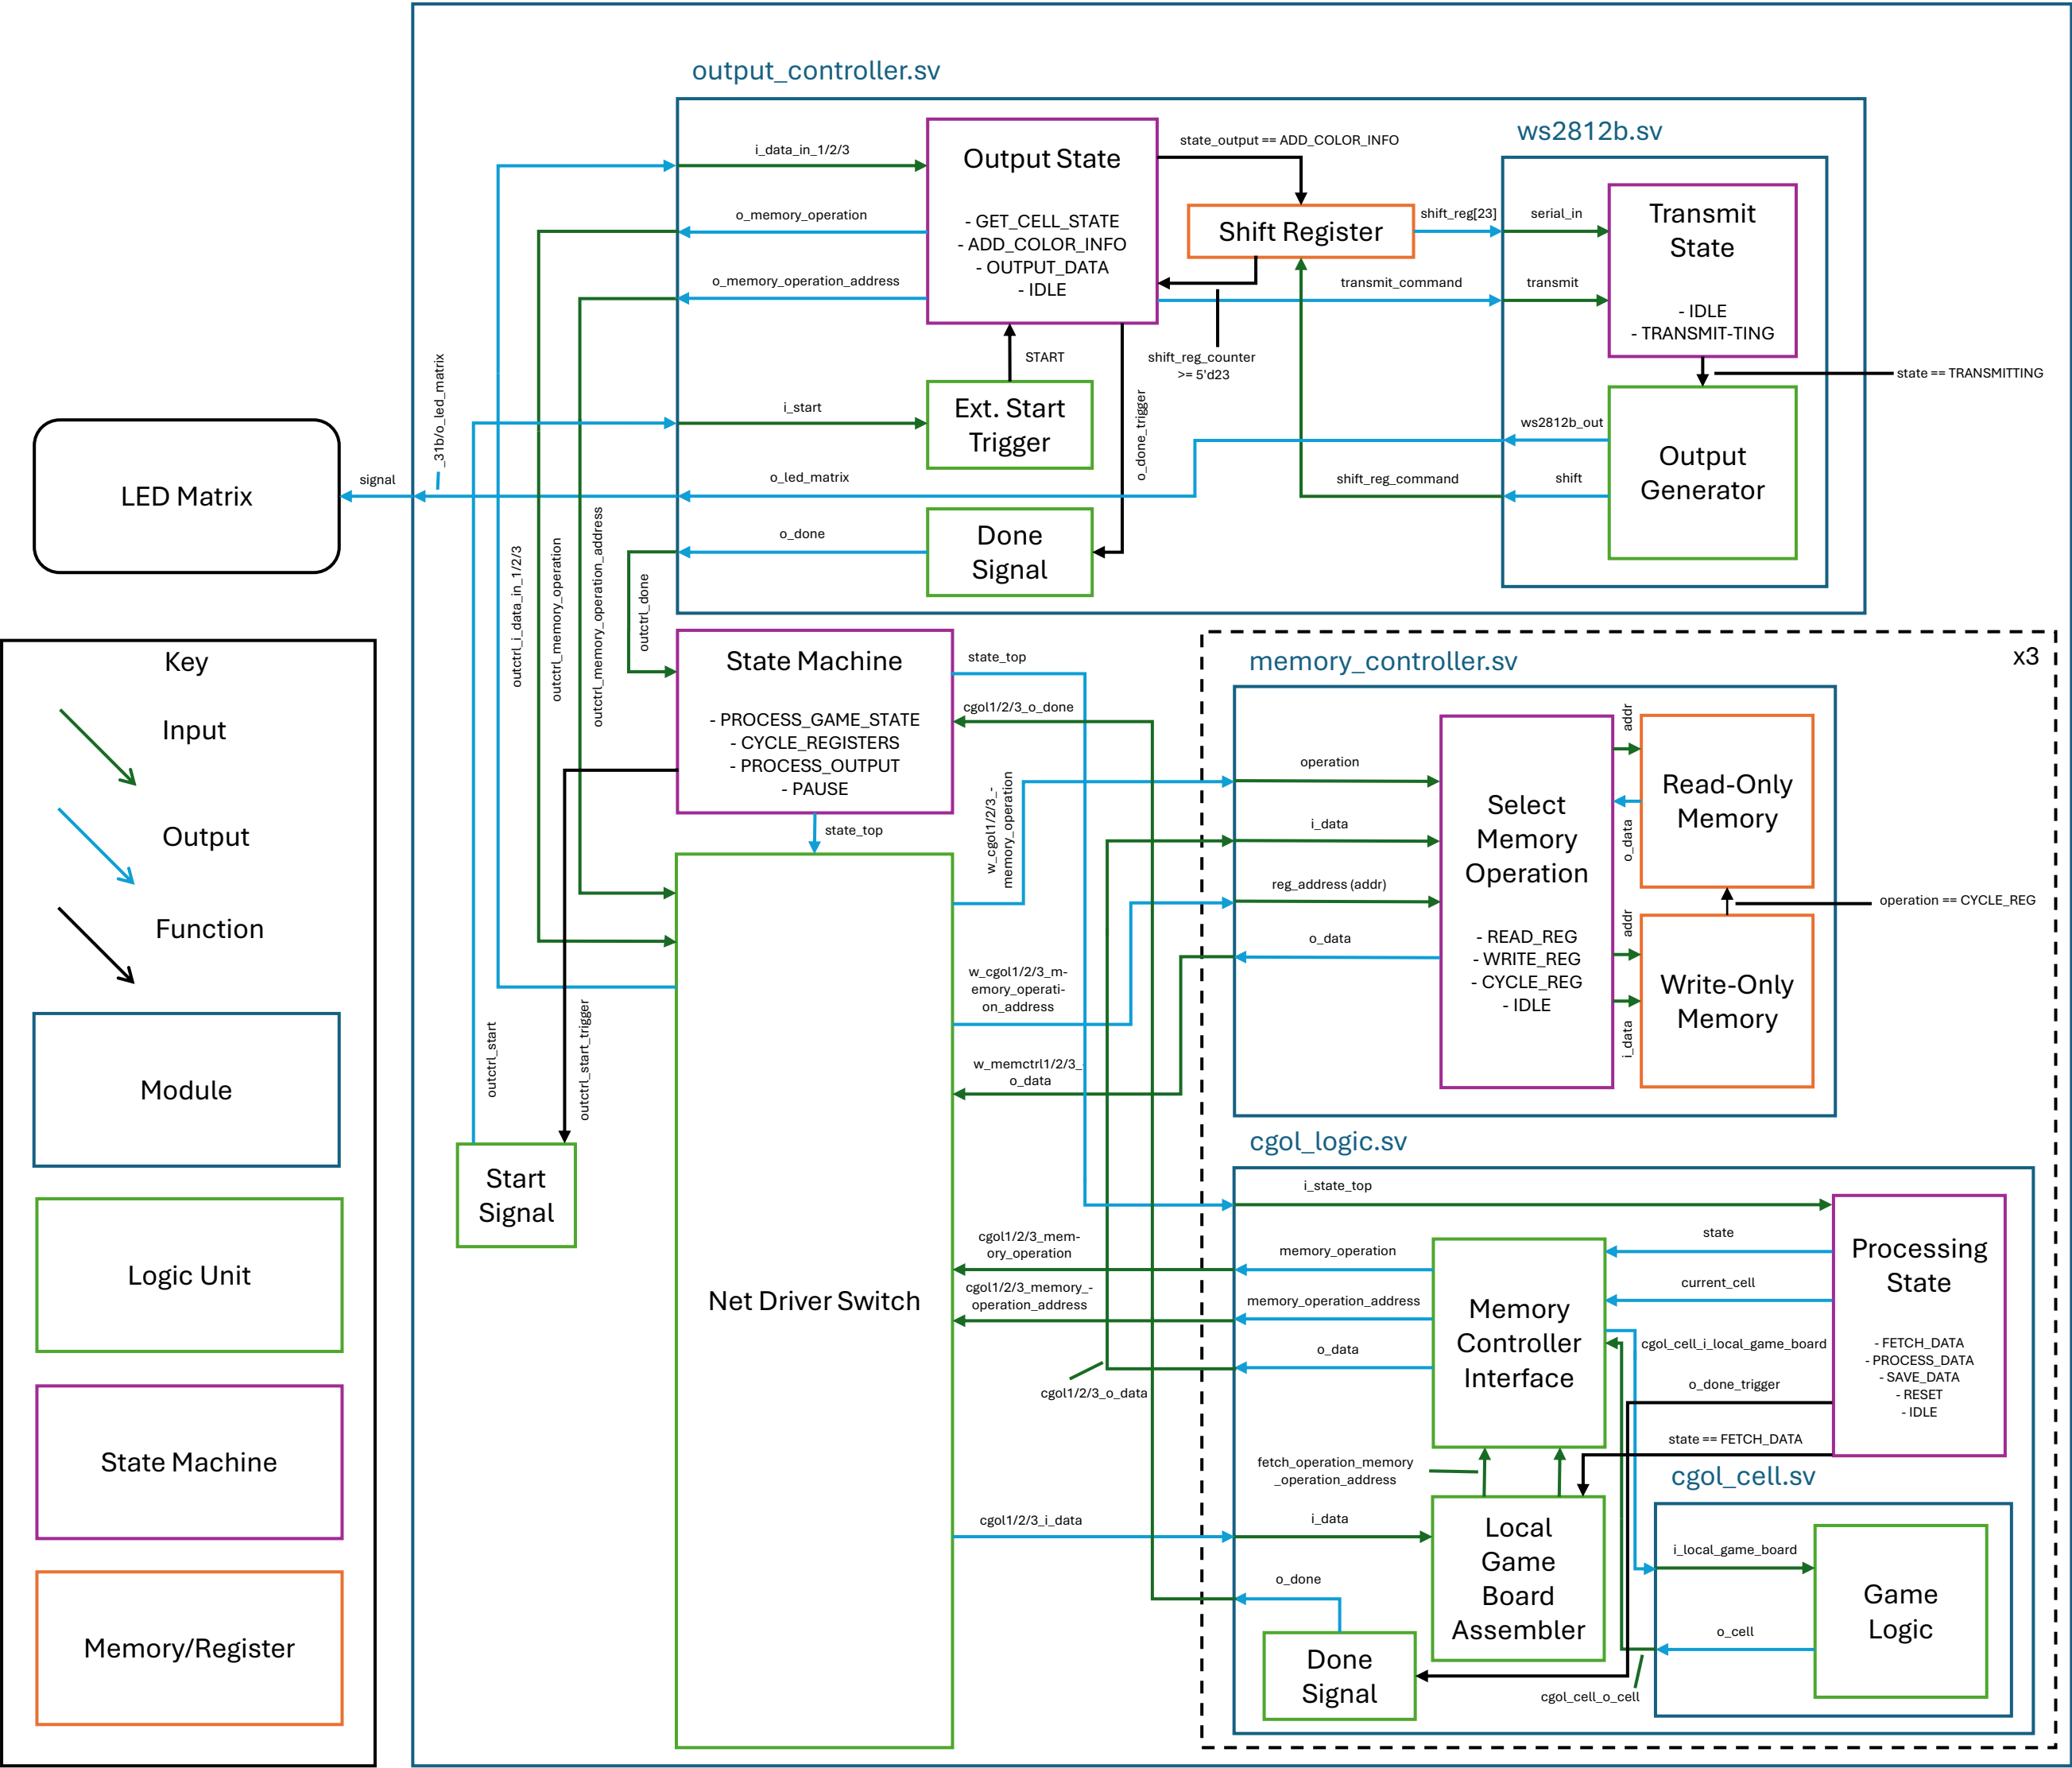 output_controller.sv
ws2812b.sv
i_data_in_1/2/3
Output State
- GET_CELL_STATE
- ADD_COLOR_INFO
- OUTPUT_DATA
- IDLE
state_output == ADD_COLOR_INFO
Shift Register
shift_reg[23]
serial_in
Transmit
State
- IDLE
- TRANSMIT-TING
o_memory_operation
o_memory_operation_address
transmit_command
transmit
START
shift_reg_counter
>= 5'd23
state == TRANSMITTING
_31b/o_led_matrix
i_start
Ext. Start
Trigger
o_done_trigger
ws2812b_out
Output
Generator
LED Matrix
signal
o_led_matrix
shift_reg_command
shift
o_done
Done
Signal
outctrl_i_data_in_1/2/3
outctrl_memory_operation
outctrl_memory_operation_address
outctrl_done
Key
Input
Output
Function
Module
Logic Unit
State Machine
Memory/Register
State Machine
- PROCESS_GAME_STATE
- CYCLE_REGISTERS
- PROCESS_OUTPUT
- PAUSE
state_top
cgol1/2/3_o_done
state_top
x3
memory_controller.sv
w_cgol1/2/3_-
memory_operation
operation
i_data
reg_address (addr)
o_data
Select
Memory
Operation
- READ_REG
- WRITE_REG
- CYCLE_REG
- IDLE
addr
o_data
Read-Only
Memory
operation == CYCLE_REG
addr
i_data
Write-Only
Memory
w_cgol1/2/3_m-
emory_operati-
on_address
w_memctrl1/2/3_-
o_data
outctrl_start
outctrl_start_trigger
Start
Signal
Net Driver Switch
cgol_logic.sv
i_state_top
cgol1/2/3_mem-
ory_operation
cgol1/2/3_memory_-
operation_address
cgol1/2/3_o_data
memory_operation
memory_operation_address
o_data
Memory
Controller
Interface
state
current_cell
cgol_cell_i_local_game_board
o_done_trigger
state == FETCH_DATA
Processing
State
- FETCH_DATA
- PROCESS_DATA
- SAVE_DATA
- RESET
- IDLE
fetch_operation_memory
_operation_address
cgol_cell.sv
cgol1/2/3_i_data
i_data
Local
Game
Board
Assembler
i_local_game_board
Game
Logic
o_cell
o_done
Done
Signal
cgol_cell_o_cell